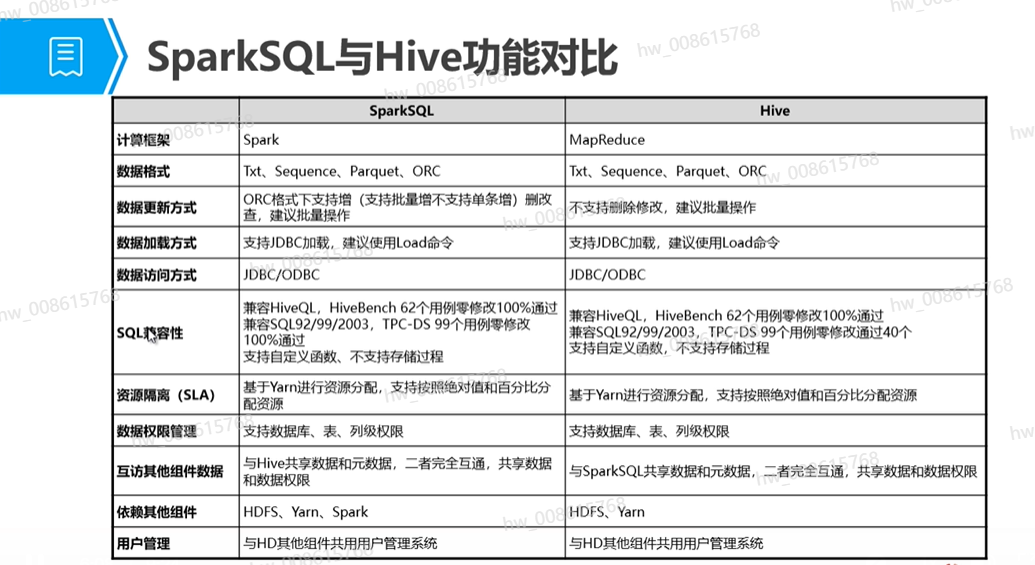 SparkSQL与Hive功能对比
SparkSQL
Hive
计算框架
Spark
MapReduce
数据格式
Txt、Sequence、Parquet、ORC
Txt、Sequence、Parquet、ORC
数据更新方式
ORC格式下支持增（支持批量增不支持单条增）删改
查，建议批量操作
不支持删除修改，建议批量操作
数据加载方式
支持JDBC加载，建议使用Load命令
支持JDBC加载，建议使用Load命令
数据访问方式
JDBC/ODBC
JDBC/ODBC
SQL兼容性
兼容HiveQL，HiveBench 62个用例零修改100%通过
兼容SQL92/99/2003，TPC-DS 99个用例零修改
100%通过
支持自定义函数、不支持存储过程
兼容HiveQL，HiveBench 62个用例零修改100%通过
兼容SQL92/99/2003，TPC-DS 99个用例零修改通过40个
支持自定义函数，不支持存储过程
资源隔离（SLA）
基于Yarn进行资源分配，支持按照绝对值和百分比分
配资源
基于Yarn进行资源分配，支持按照绝对值和百分比分配资源
数据权限管理
支持数据库、表、列级权限
支持数据库、表、列级权限
互访其他组件数据
与Hive共享数据和元数据，二者完全互通，共享数据
和数据权限
与SparkSQL共享数据和元数据，二者完全互通，共享数据和数据权限
依赖其他组件
HDFS、Yarn、Spark
HDFS、Yarn
用户管理
与HD其他组件共用用户管理系统
与HD其他组件共用用户管理系统
hw_008615768